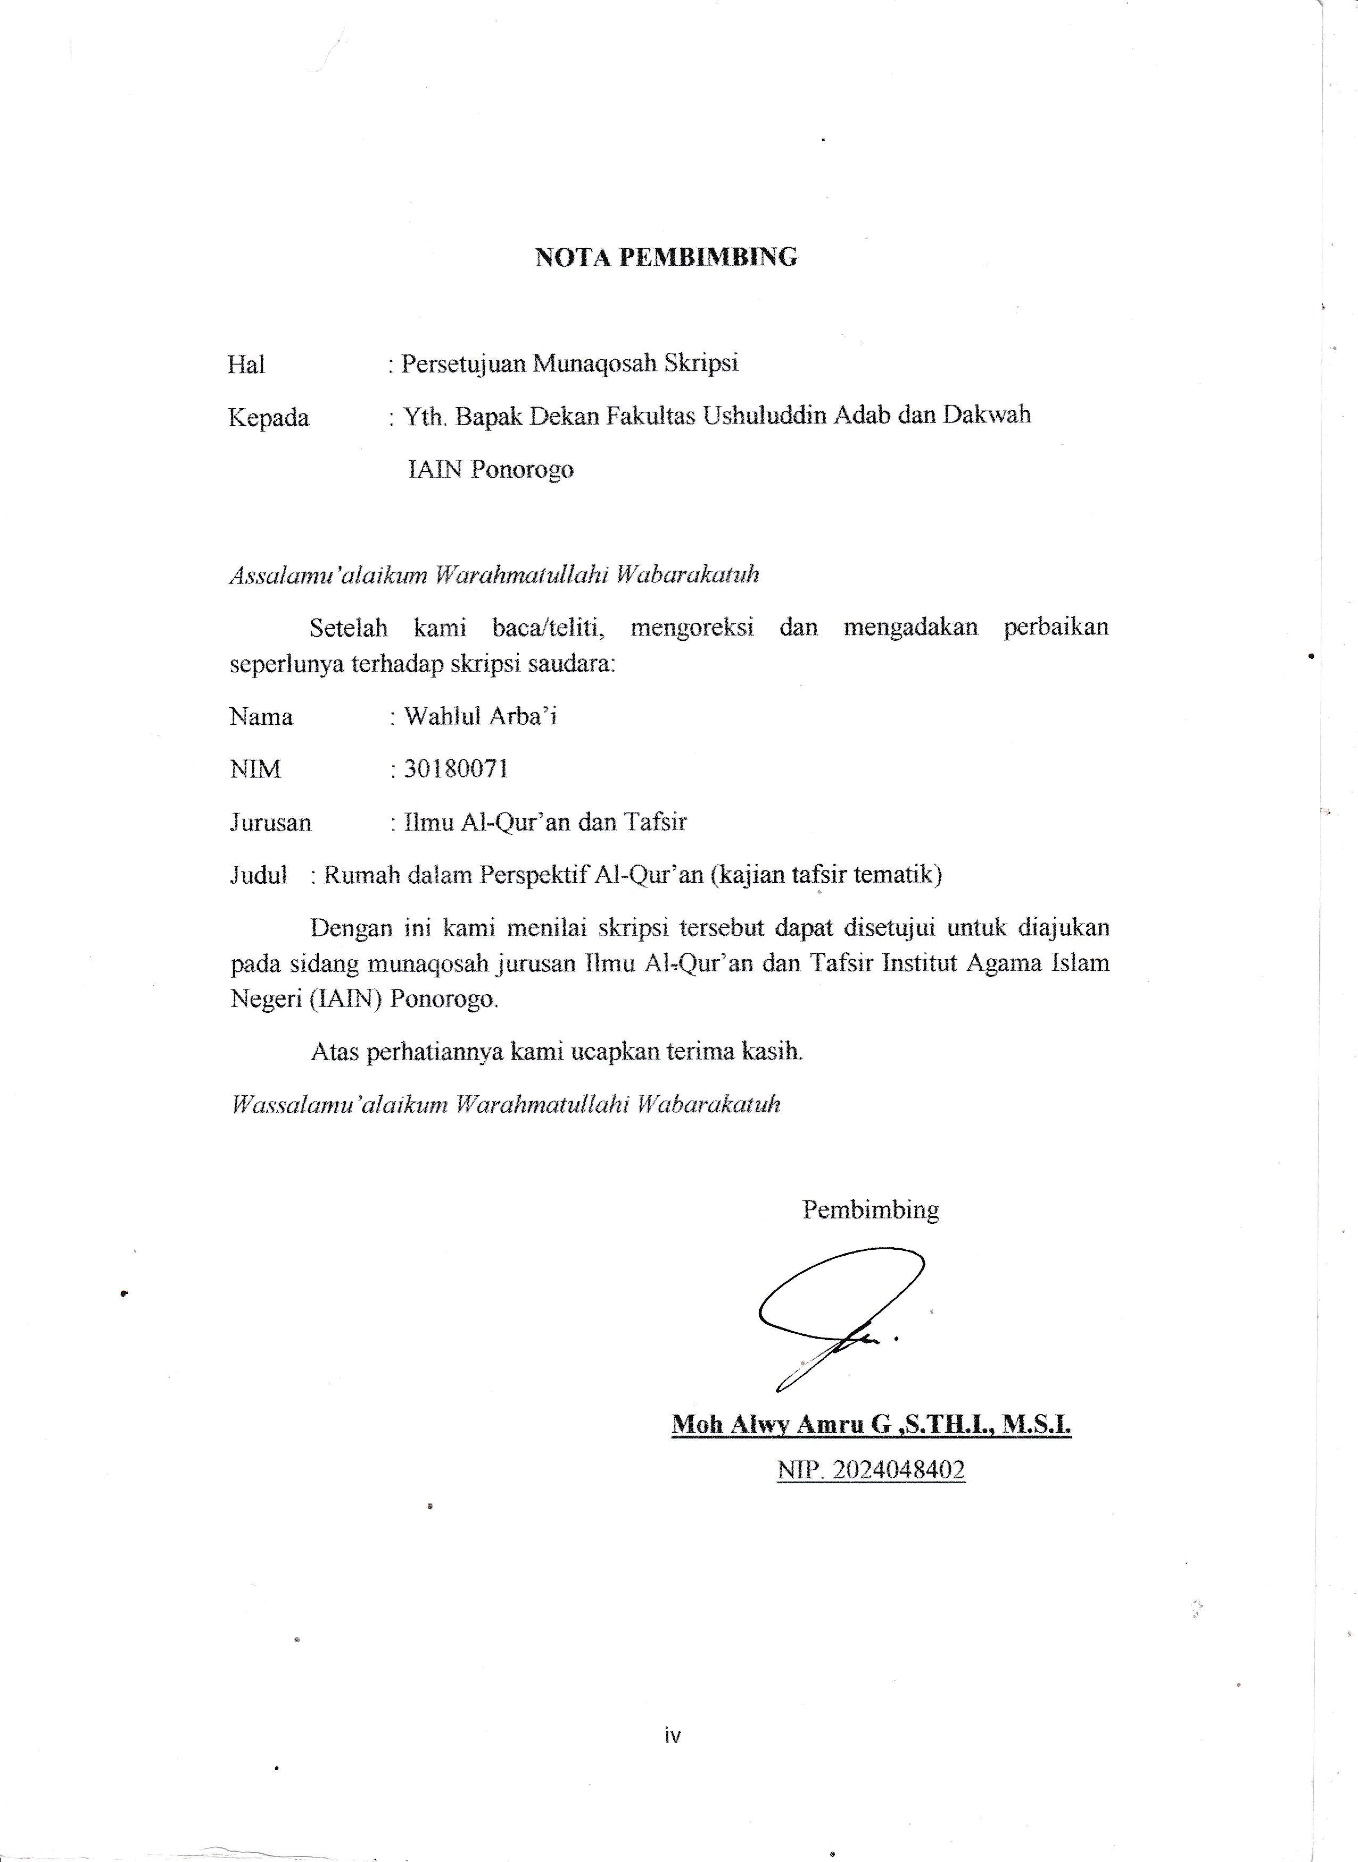 NOTA PEMBIMBING
Hal : Persetujuan Munaqosah Skripsi
Kepada : Yth. Bapak Dekan Fakultas Ushuluddin Adab dan Dakwah
IAIN Ponorogo
Assalamu'alaikum Warahmatullahi Wabarakatuh
Setelah kami baca/teliti, mengoreksi dan mengadakan perbaikan
seperlunya terhadap skripsi saudara:
Nama : Wahlul Arba'i
NIM : 30180071
Jurusan : Ilmu Al-Qur'an dan Tafsir
Judul : Rumah dalam Perspektif Al-Qur'an (kajian tafsir tematik)
Dengan ini kami menilai skripsi tersebut dapat disetujui untuk diajukan
pada sidang munaqosah jurusan Ilmu Al-Qur'an dan Tafsir Institut Agama Islam
Negeri (IAIN) Ponorogo.
Atas perhatiannya kami ucapkan terima kasih.
Wassalamu'alaikum Warahmatullahi Wabarakatuh
Pembimbing
Moh Alwy Amru G ,S.TH.I., M.S.I.
NIP. 2024048402
iv